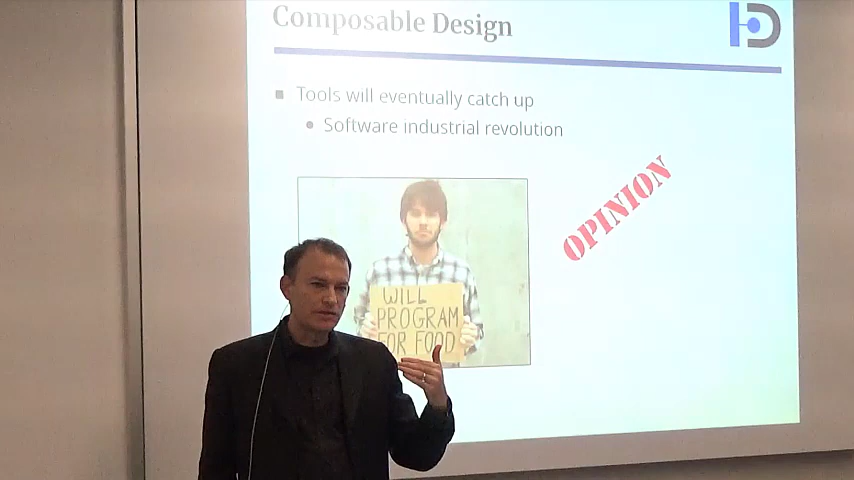 Composable Design
Tools will eventually catch up
Software industrial revolution
OPINION
WILL
PROGRAM
FOR FOOD